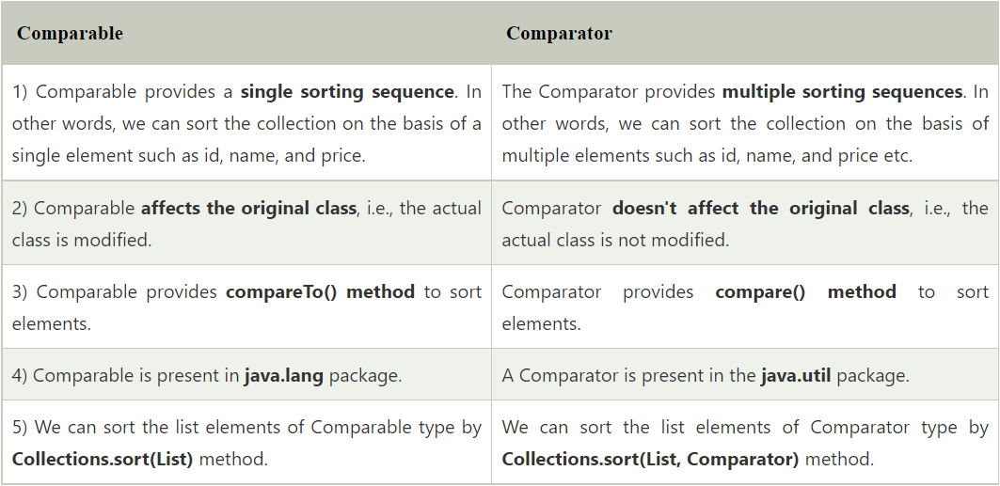 Comparable
Comparator
1) Comparable provides a single sorting sequence. In
other words, we can sort the collection on the basis of a
single element such as id, name, and price.
The Comparator provides multiple sorting sequences. In
other words, we can sort the collection on the basis of
multiple elements such as id, name, and price etc.
2) Comparable affects the original class, i.e., the actual
class is modified.
Comparator doesn't affect the original class, i.e., the
actual class is not modified.
3) Comparable provides compareTo() method to sort
elements.
Comparator provides compare() method to sort
elements.
4) Comparable is present in java.lang package.
A Comparator is present in the java.util package.
5) We can sort the list elements of Comparable type by
Collections.sort(List) method.
We can sort the list elements of Comparator type by
Collections.sort(List, Comparator) method.